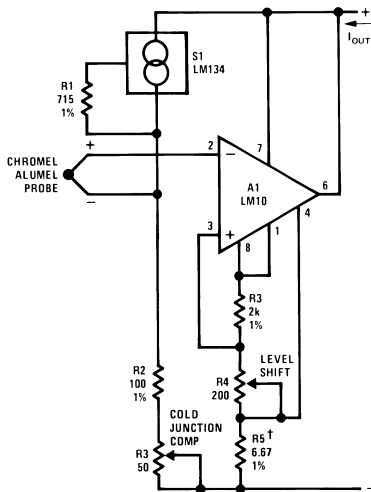 +
I OUT
S1
LM134
R1
715
1%
+
CHROMEL
ALUMEL
PROBE
−
2
−
7
A1
LM10
6
4
3
+
8
1
R3
2k
1%
LEVEL
SHIFT
R4
200
R2
100
1%
COLD
JUNCTION
COMP
R3
50
R5†
6.67
1%
−